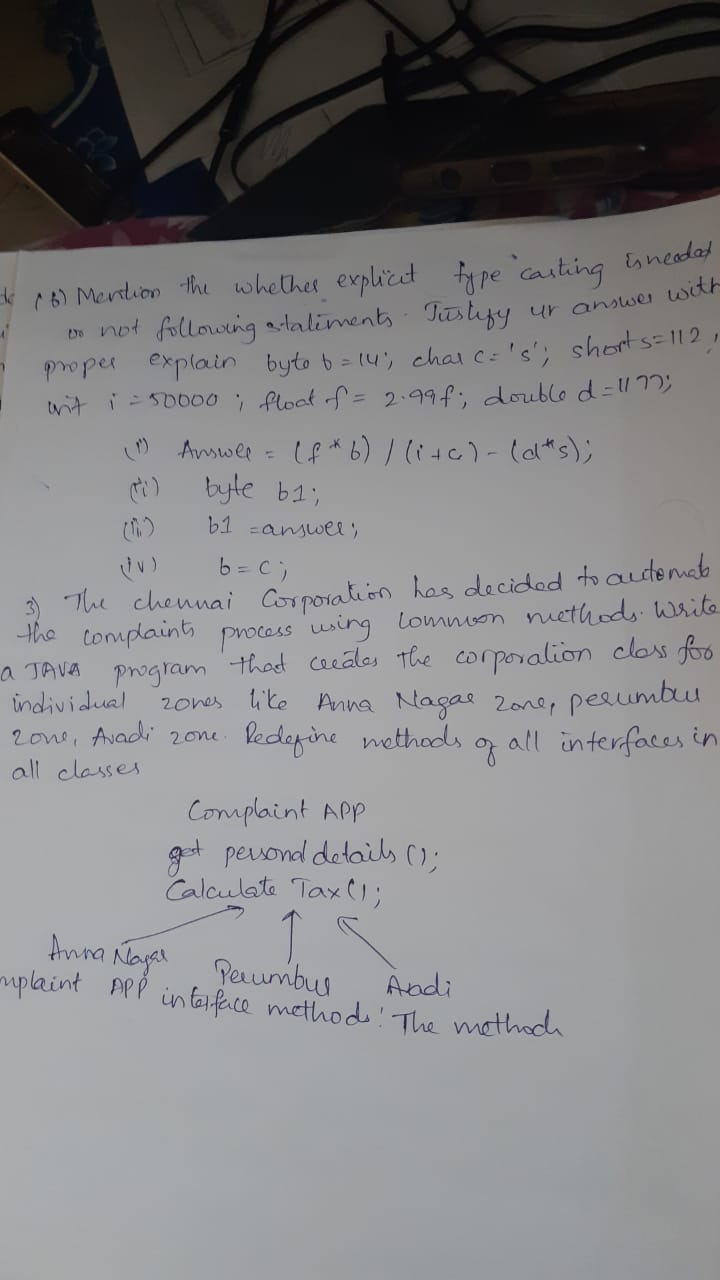 (b) Mention the whether explicit type casting is needed
or not following statements. Justify ur answer with
proper explain byte b = 14; char c = 's'; short s=112,
int i = 50000; float f = 2.99f; double d =
(i) Answer = (f * b) / (i + c) - (d*s);
(ii) byte b1;
(iii) b1 = answer;
(iv) b = c;
3) The chennai Corporation has decided to automate
the complaints process using common methods. Write
a JAVA program that creates the corporation class for
individual zones like Anna Nagar zone, perumbur
zone, Avadi zone. Redefine methods of all interfaces in
all classes
Complaint APP
get personal details ();
Calculate Tax();
Anna Nagar
Perumbur Avadi
mplaint APP interface methods: The methods